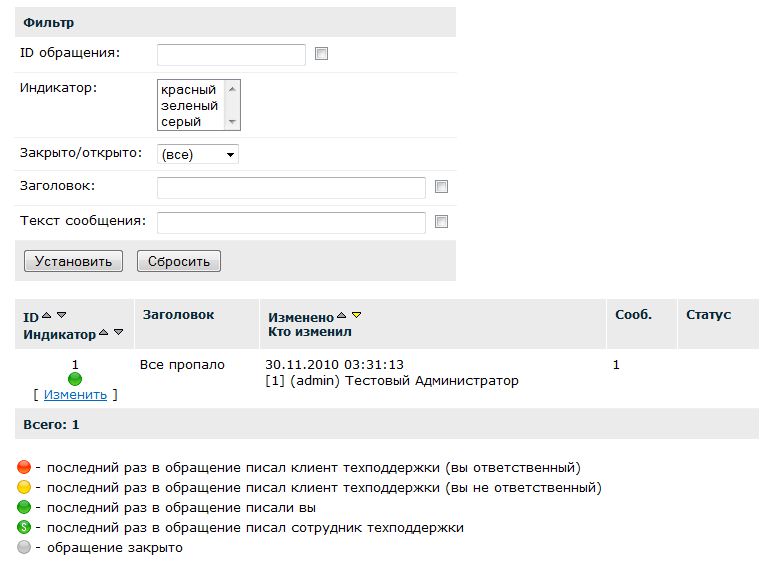 Фильтр
ID обращения:
Индикатор:
красный
зеленый
серый
Закрыто/открыто: (все)
Заголовок:
Текст сообщения:
Установить Сбросить
ID Заголовок Изменено Сооб. Статус
Индикатор Кто изменил
1 Все пропало 30.11.2010 03:31:13 1
[1] (admin) Тестовый Администратор
[ Изменить ]
Всего: 1
- последний раз в обращение писал клиент техподдержки (вы ответственный)
- последний раз в обращение писал клиент техподдержки (вы не ответственный)
- последний раз в обращение писали вы
S - последний раз в обращение писал сотрудник техподдержки
- обращение закрыто